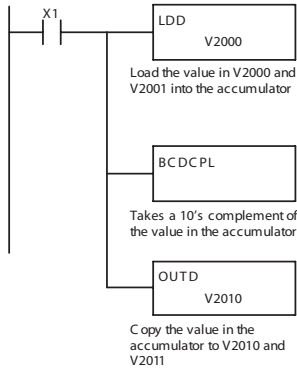 X1
LDD
V2000
Load the value in V2000 and
V2001 into the accumulator
BCDCPL
Takes a 10's complement of
the value in the accumulator
OUTD
V2010
Copy the value in the
accumulator to V2010 and
V2011